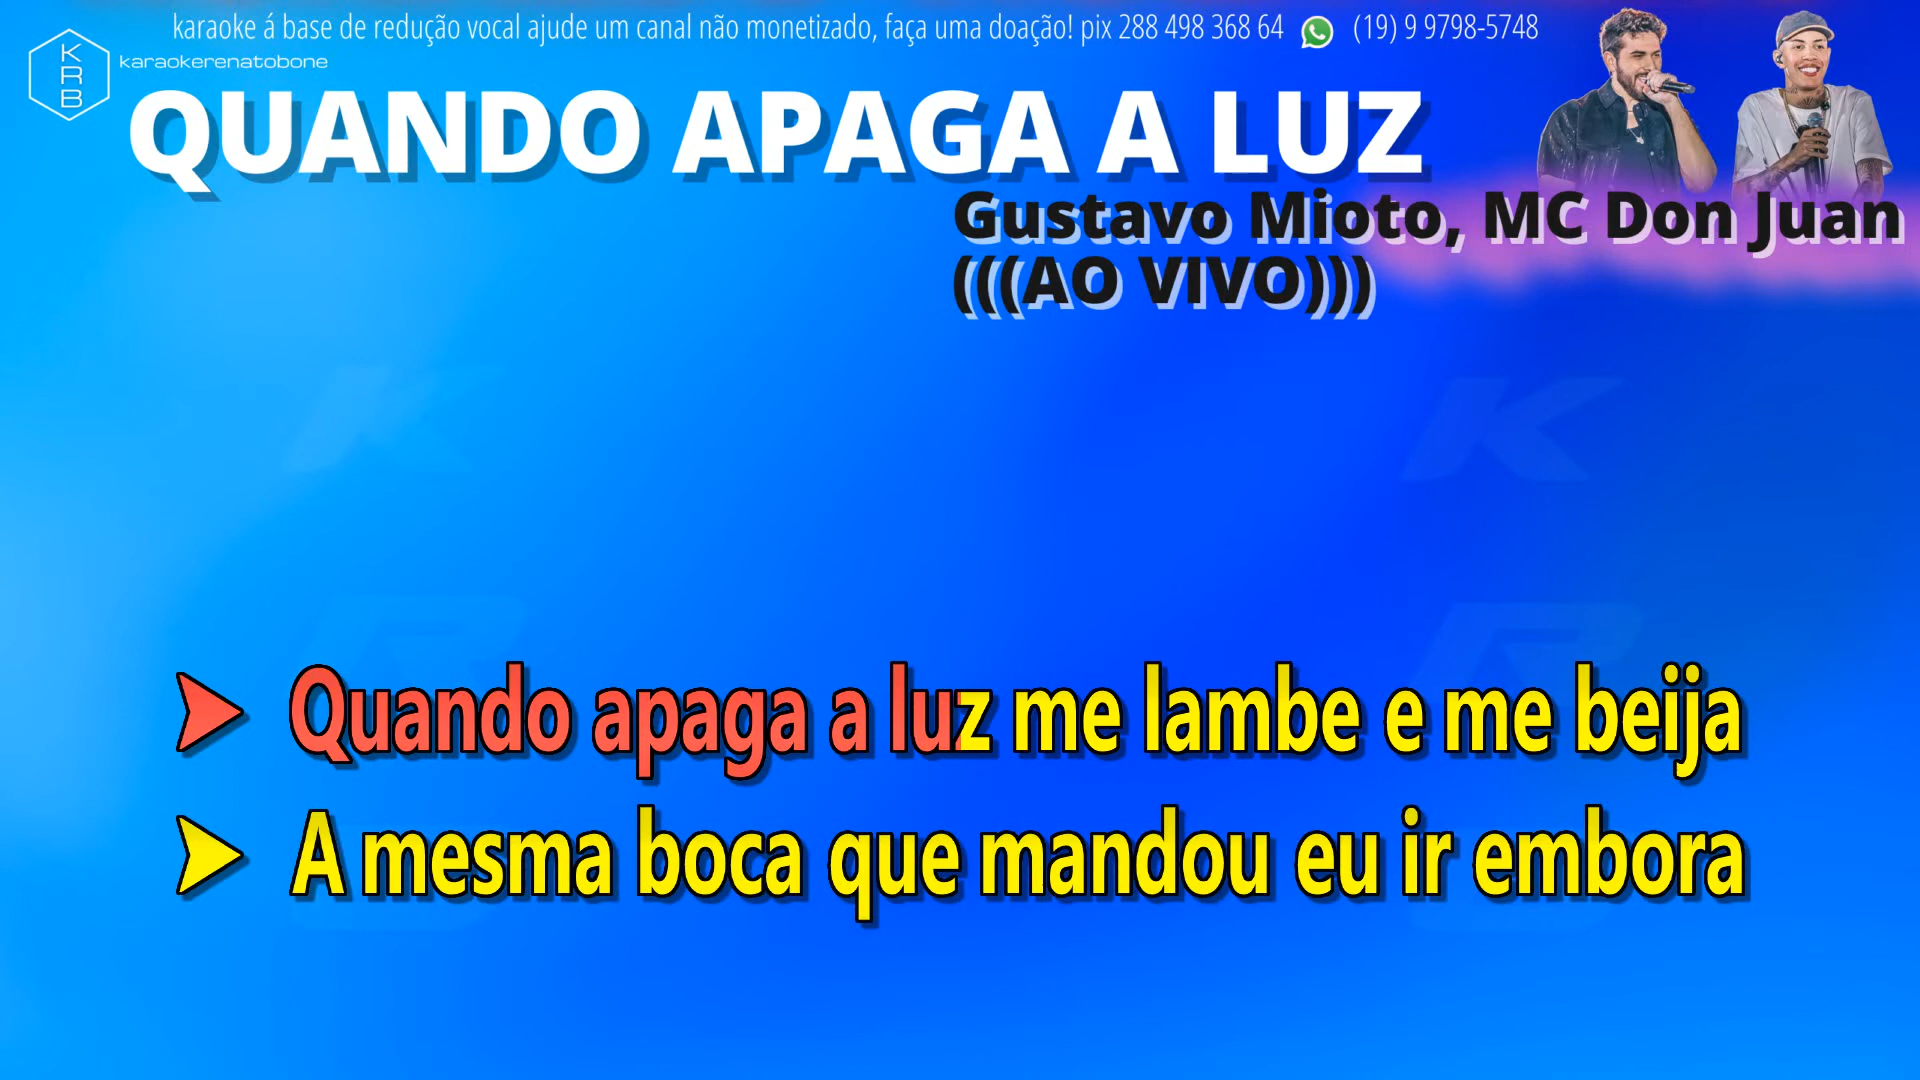 karaoke á base de redução vocal ajude um canal não monetizado, faça uma doação! pix 288 498 368 64 (19) 9 9798-5748
KRB
karaokerenatobone
QUANDO APAGA A LUZ
Gustavo Mioto, MC Don Juan
(((AO VIVO)))
K K
R R
Quando apaga a luz me lambe e me beija
A mesma boca que mandou eu ir embora